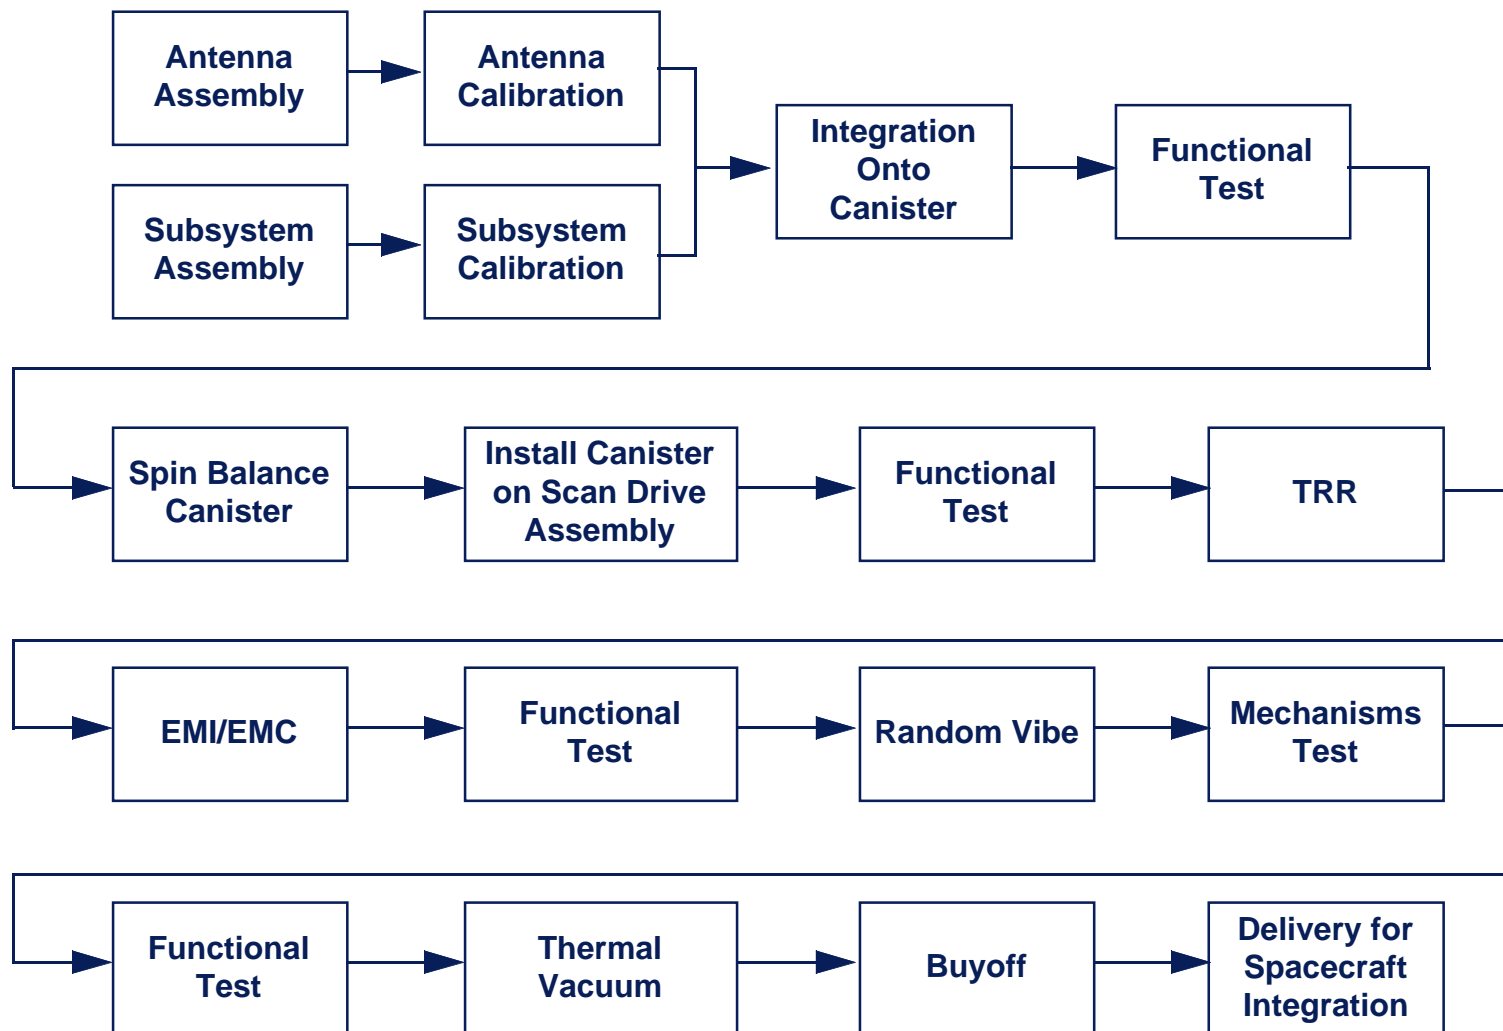 Antenna
Assembly
Antenna
Calibration
Integration
Onto
Canister
Functional
Test
Subsystem
Assembly
Subsystem
Calibration
Spin Balance
Canister
Install Canister
on Scan Drive
Assembly
Functional
Test
TRR
EMI/EMC
Functional
Test
Random Vibe
Mechanisms
Test
Functional
Test
Thermal
Vacuum
Buyoff
Delivery for
Spacecraft
Integration